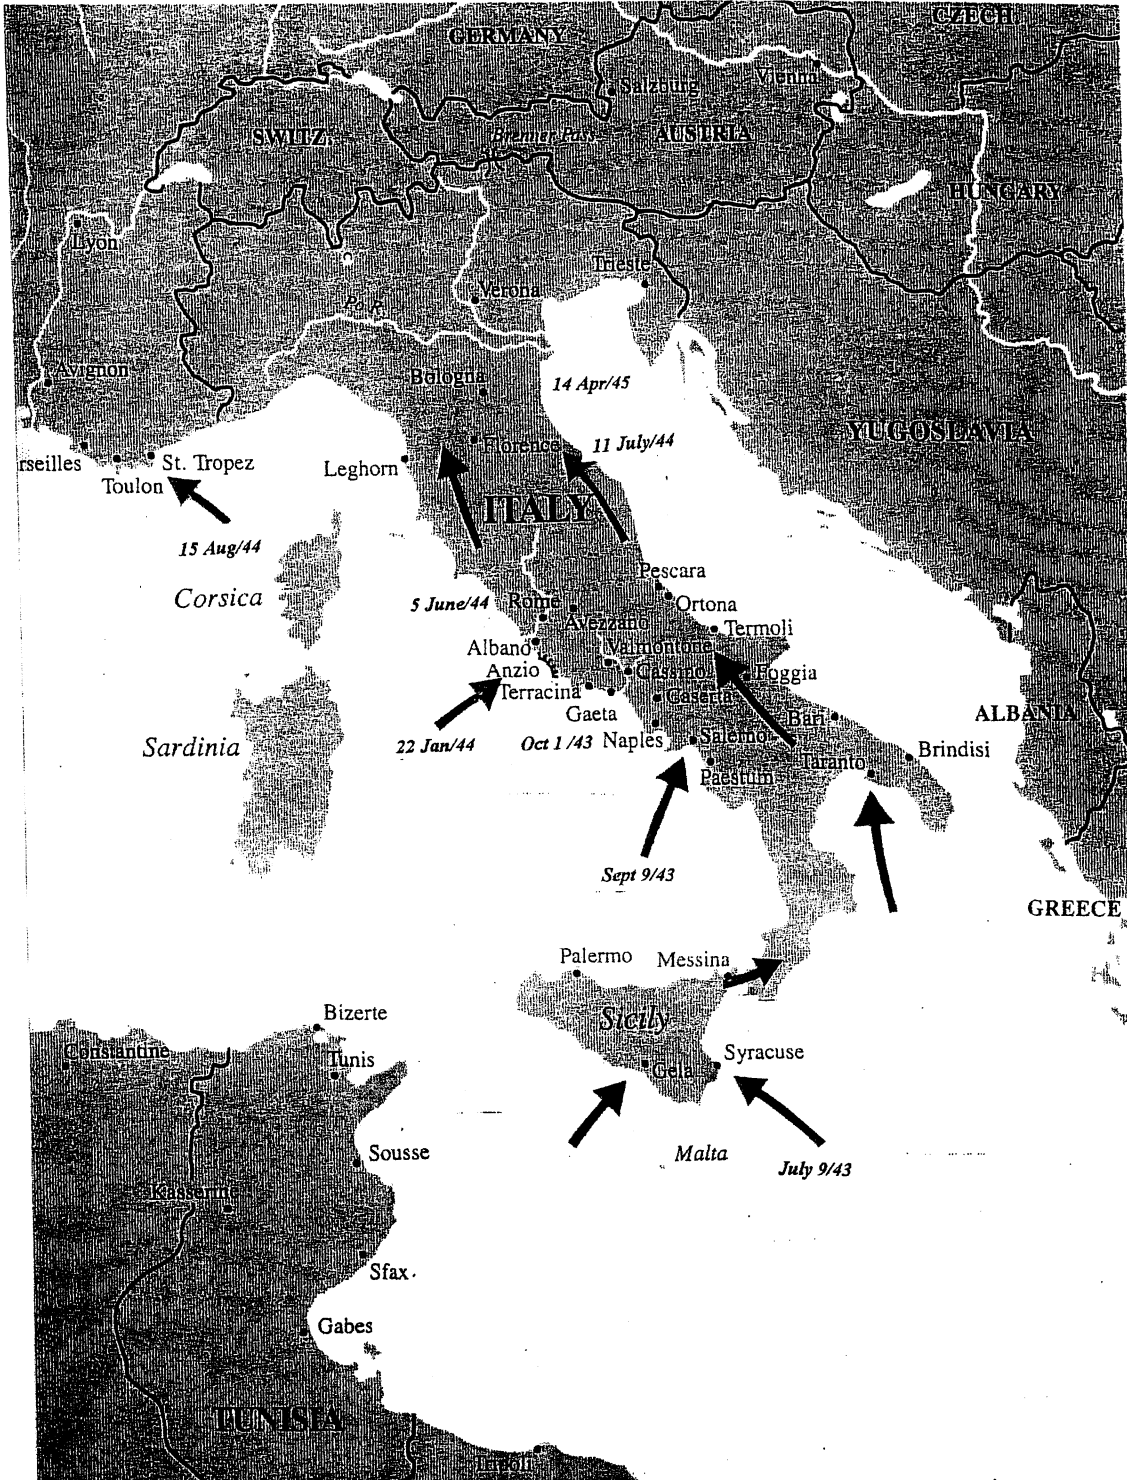 CZECH
GERMANY
Vienna
Salzburg
SWITZ.
Brenner Pass
AUSTRIA
HUNGARY
Lyon
Trieste
Verona
Po R.
Avignon
Bologna
14 Apr/45
YUGOSLAVIA
Florence
11 July/44
rseilles
St. Tropez
Leghorn
Toulon
ITALY
15 Aug/44
Pescara
Corsica
5 June/44
Rome
Ortona
Avezzano
Termoli
Albano
Valmontone
Anzio
Cassino
Foggia
Terracina
Caserta
Gaeta
Bari
ALBANIA
Sardinia
22 Jan/44
Oct 1/43
Naples
Salerno
Brindisi
Taranto
Paestum
Sept 9/43
GREECE
Palermo
Messina
Bizerte
Sicily
Constantine
Tunis
Syracuse
Gela
Sousse
Malta
July 9/43
Kasserine
Sfax
Gabes
TUNISIA
Tripoli